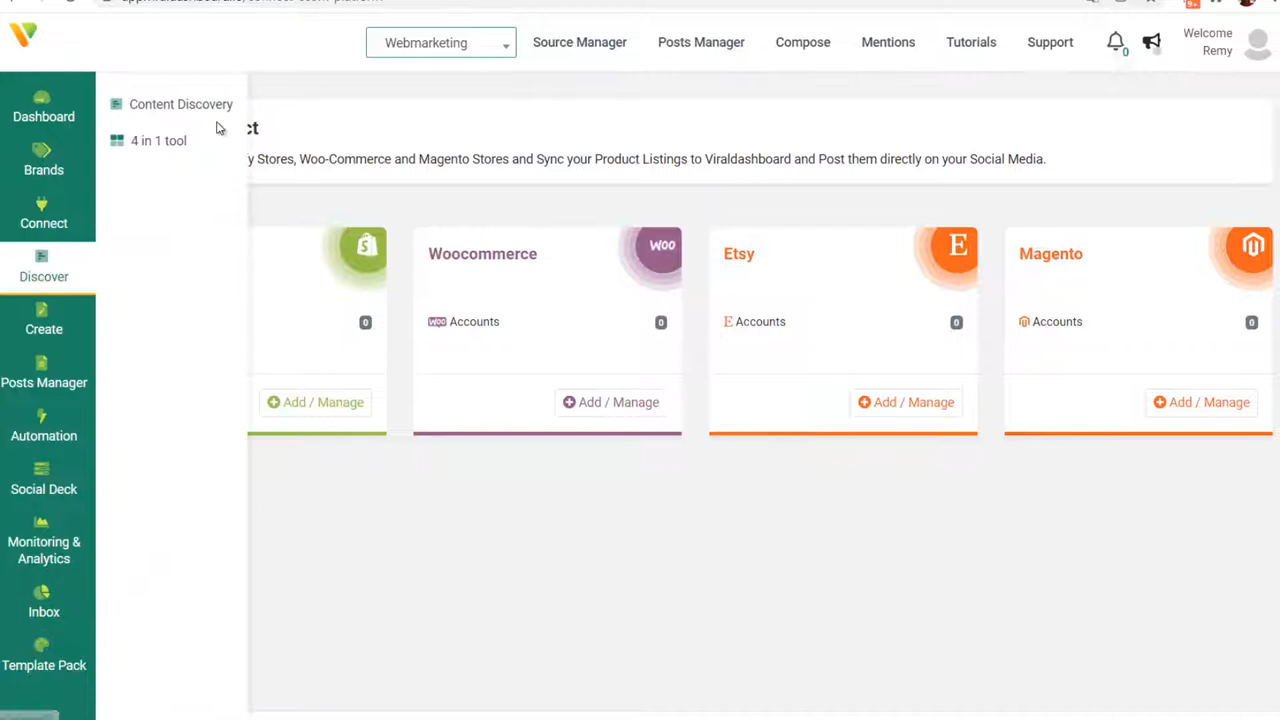 Webmarketing
Source Manager
Posts Manager
Compose
Mentions
Tutorials
Support
0
9+
Welcome
Remy
Dashboard
Brands
Connect
Discover
Create
Posts Manager
Automation
Social Deck
Monitoring &
Analytics
Inbox
Template Pack
Content Discovery
4 in 1 tool
ct
fy Stores, Woo-Commerce and Magento Stores and Sync your Product Listings to Viraldashboard and Post them directly on your Social Media.
S
0
Add / Manage
Woocommerce
WOO
WOO Accounts
0
Add / Manage
Etsy
E
E Accounts
0
Add / Manage
Magento
Accounts
0
Add / Manage